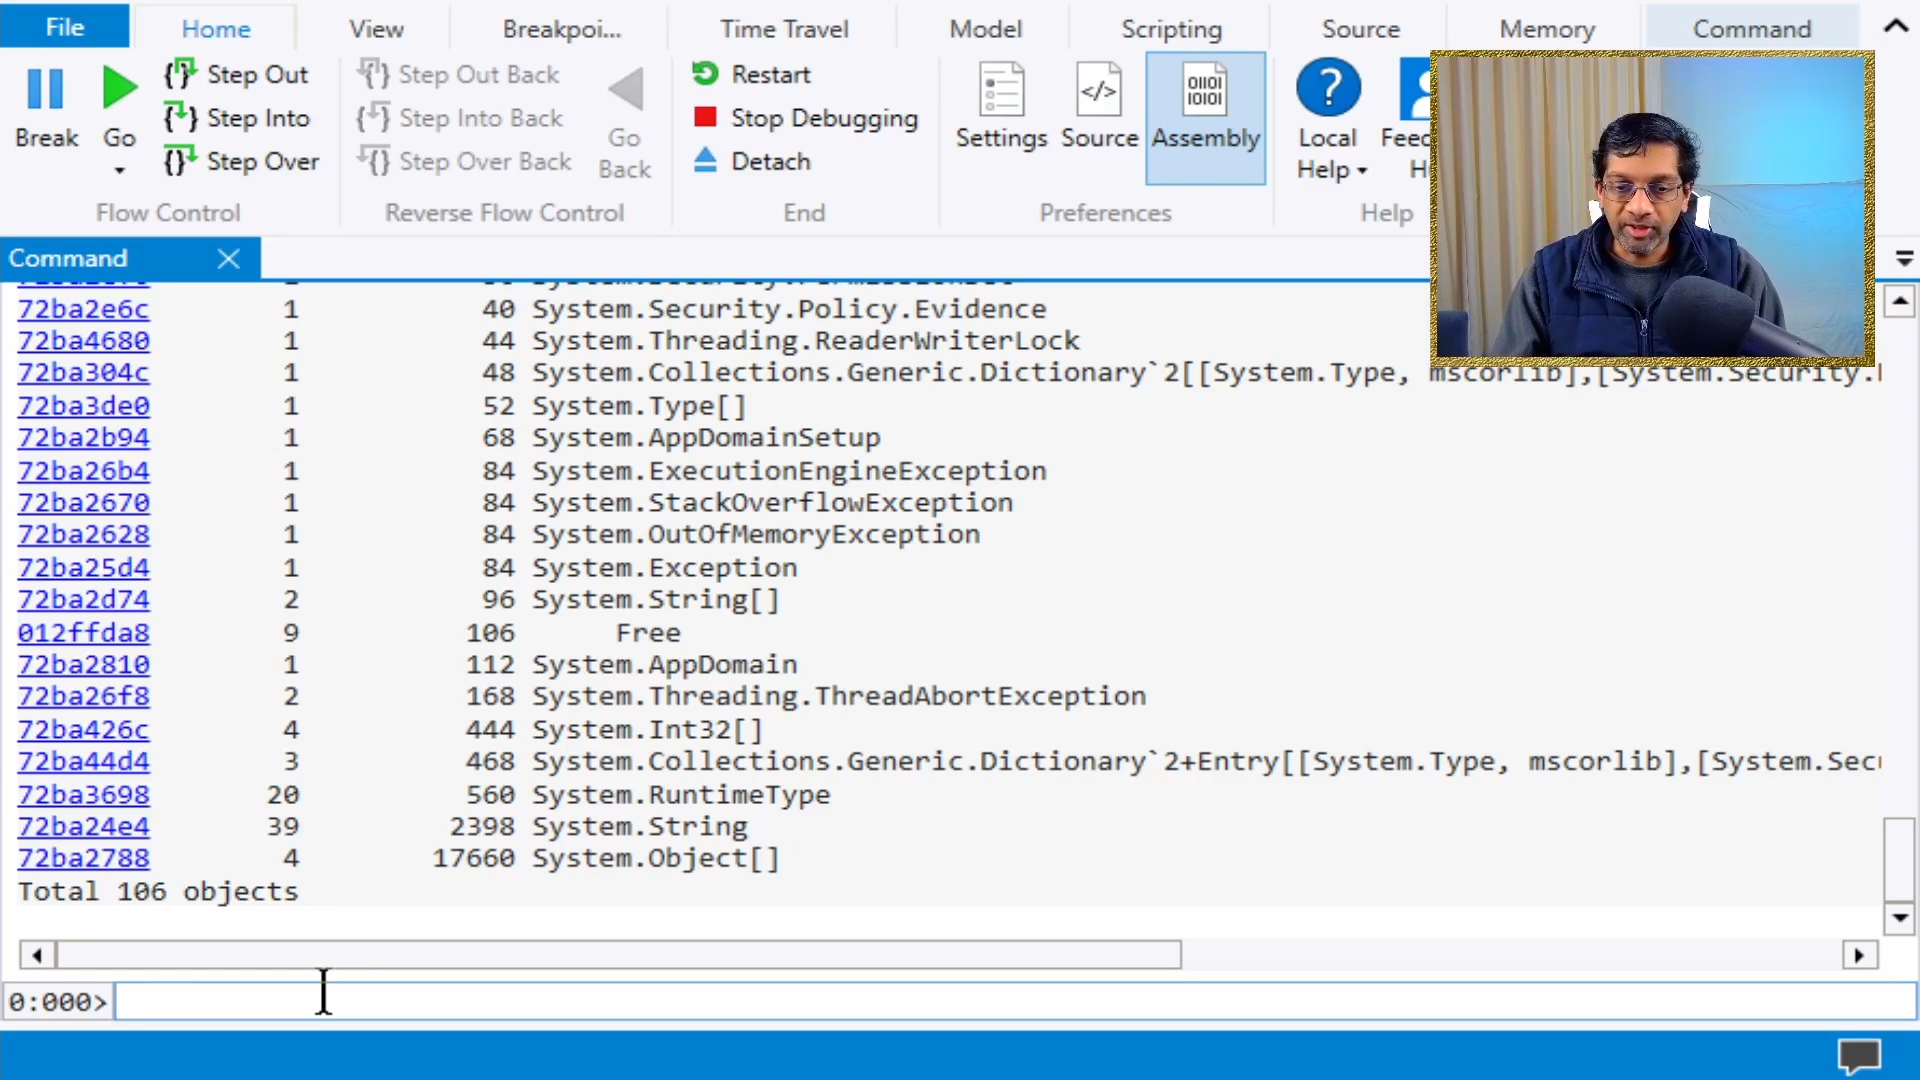 File Home View Breakpoi... Time Travel Model Scripting Source Memory Command
Break
Go
Step Out
Step Into
Step Over
Flow Control
Step Out Back
Step Into Back
Step Over Back
Go Back
Reverse Flow Control
Restart
Stop Debugging
Detach
End
Settings
Source
Assembly
Preferences
Local Help
Help
Command
72ba2e6c 1 40 System.Security.Policy.Evidence
72ba4680 1 44 System.Threading.ReaderWriterLock
72ba304c 1 48 System.Collections.Generic.Dictionary`2[[System.Type, mscorlib],[System.Security.
72ba3de0 1 52 System.Type[]
72ba2b94 1 68 System.AppDomainSetup
72ba26b4 1 84 System.ExecutionEngineException
72ba2670 1 84 System.StackOverflowException
72ba2628 1 84 System.OutOfMemoryException
72ba25d4 1 84 System.Exception
72ba2d74 2 96 System.String[]
012ffda8 9 106 Free
72ba2810 1 112 System.AppDomain
72ba26f8 2 168 System.Threading.ThreadAbortException
72ba426c 4 444 System.Int32[]
72ba44d4 3 468 System.Collections.Generic.Dictionary`2+Entry[[System.Type, mscorlib],[System.Sec
72ba3698 20 560 System.RuntimeType
72ba24e4 39 2398 System.String
72ba2788 4 17660 System.Object[]
Total 106 objects
0:000>